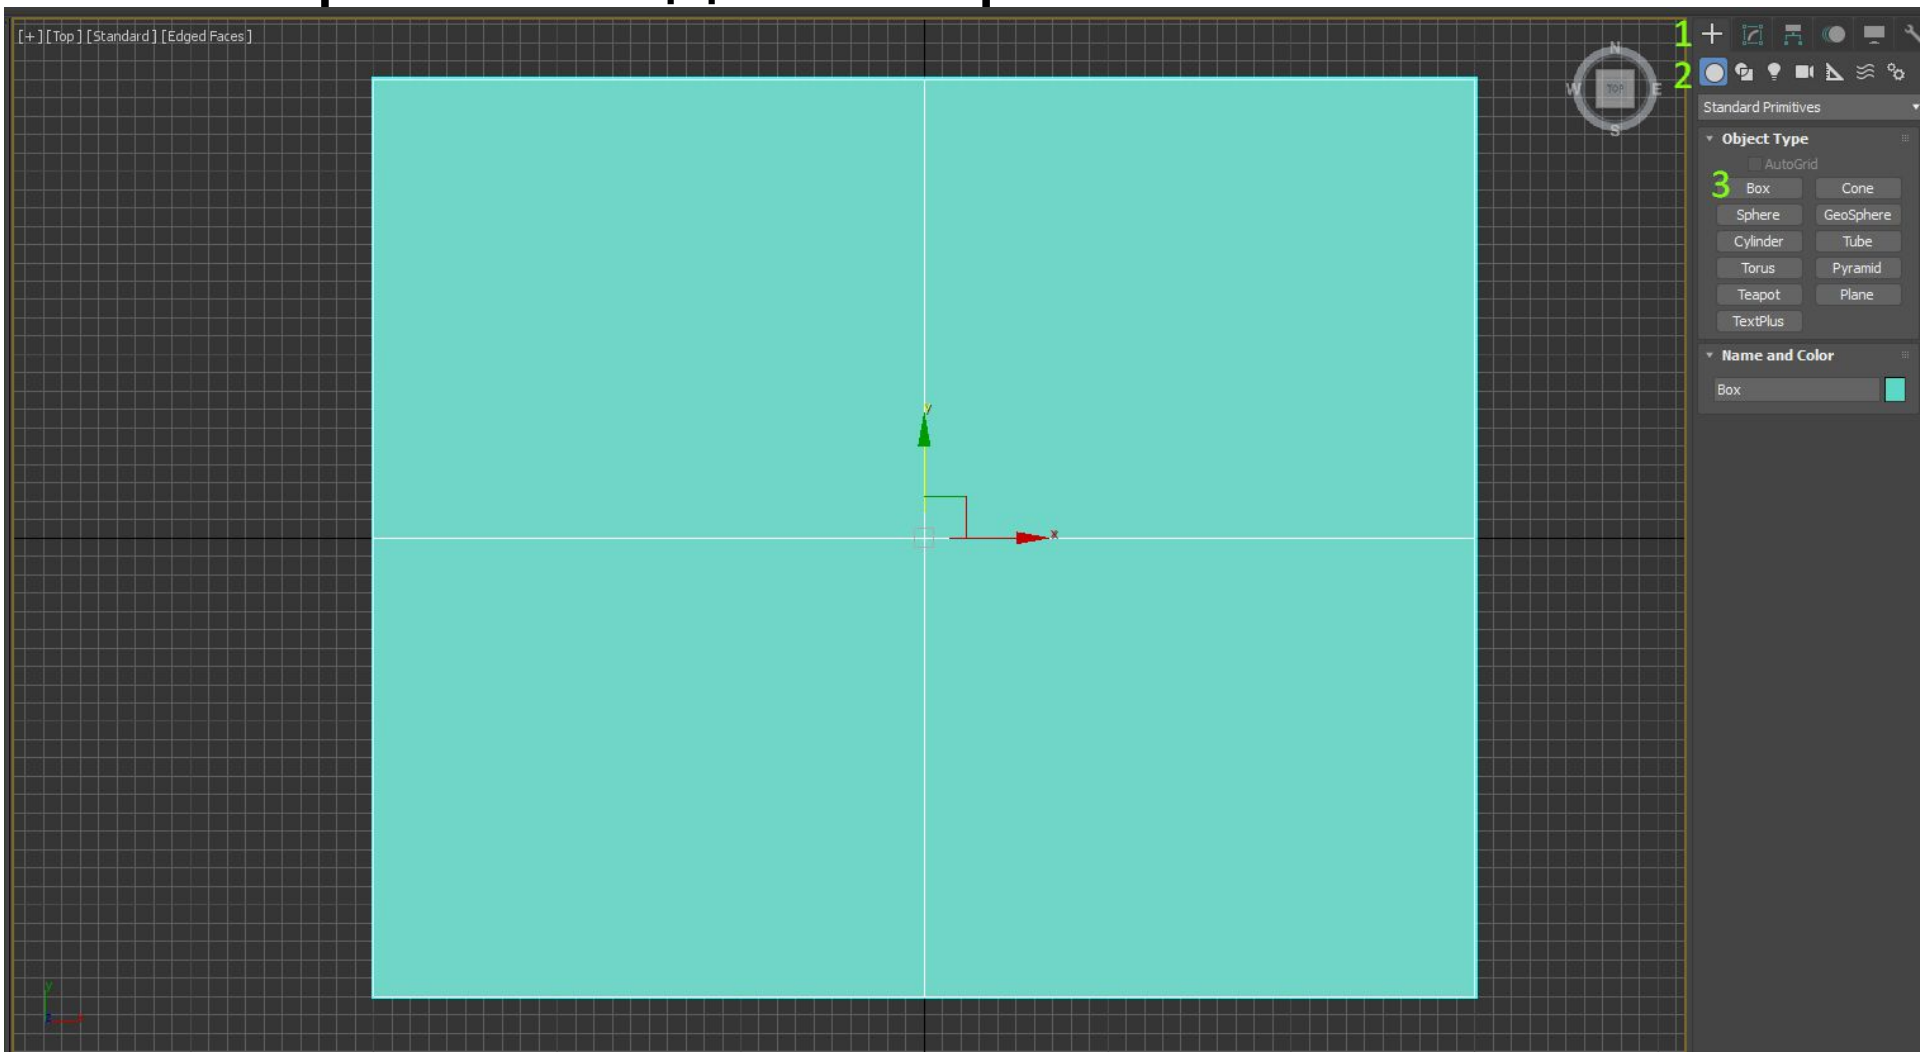 [+][Top][Standard][Edged Faces]
1
2
N
W TOP E
S
Standard Primitives
Object Type
AutoGrid
3 Box Cone
Sphere GeoSphere
Cylinder Tube
Torus Pyramid
Teapot Plane
TextPlus
Name and Color
Box
y
x
y
z